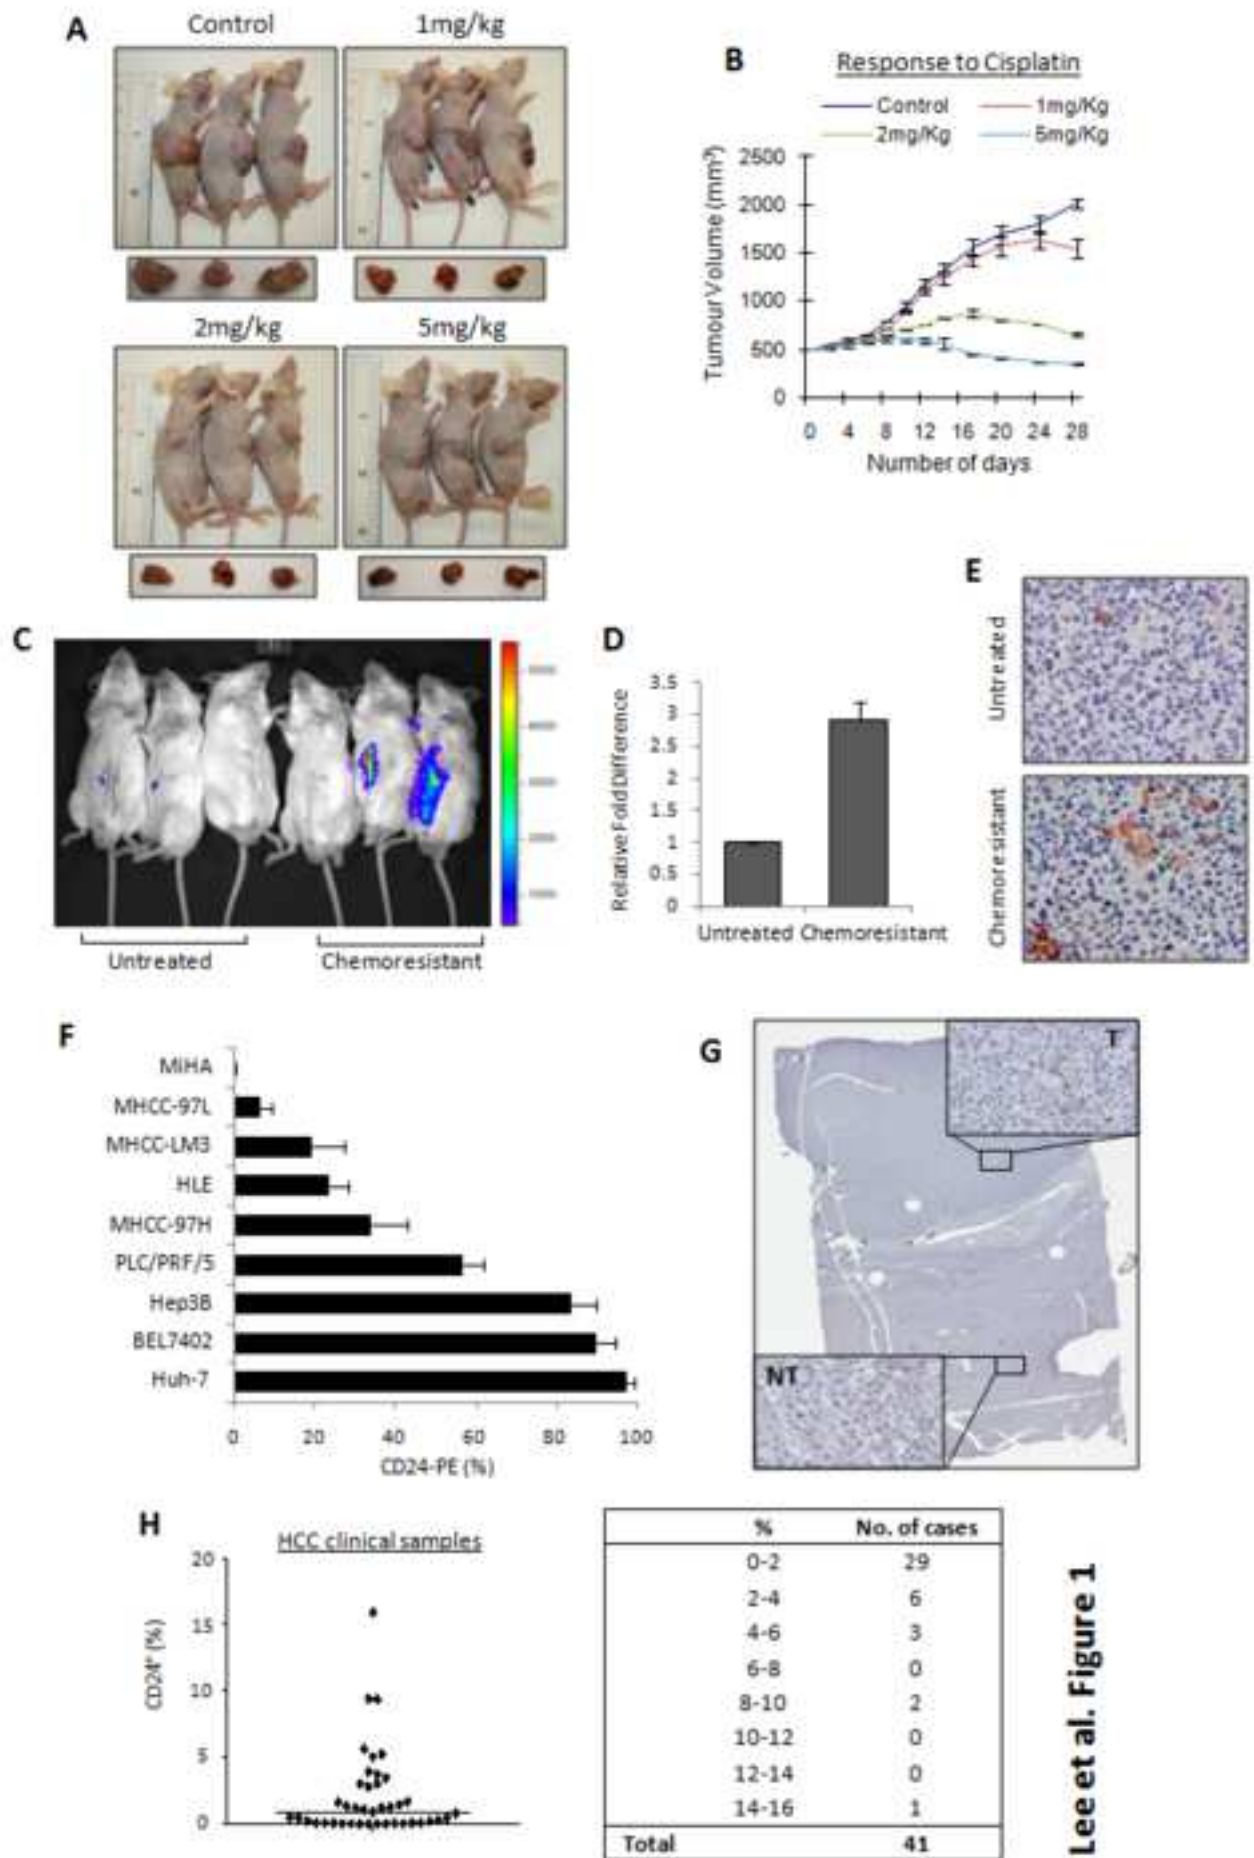 A
Control
1mg/kg
2mg/kg
5mg/kg
B
Response to Cisplatin
Control
1mg/Kg
2mg/Kg
5mg/Kg
Tumour Volume (mm³)
2500
2000
1500
1000
500
0
0 4 8 12 16 20 24 28
Number of days
C
Untreated
Chemoresistant
D
Relative Fold Difference
3.5
3
2.5
2
1.5
1
0.5
0
Untreated Chemoresistant
E
Untreated
Chemoresistant
F
MiHA
MHCC-97L
MHCC-LM3
HLE
MHCC-97H
PLC/PRF/5
Hep3B
BEL7402
Huh-7
0 20 40 60 80 100
CD24-PE (%)
G
T
NT
H
HCC clinical samples
CD24⁺ (%)
20
15
10
5
0
% No. of cases
0-2 29
2-4 6
4-6 3
6-8 0
8-10 2
10-12 0
12-14 0
14-16 1
Total 41
Lee et al. Figure 1